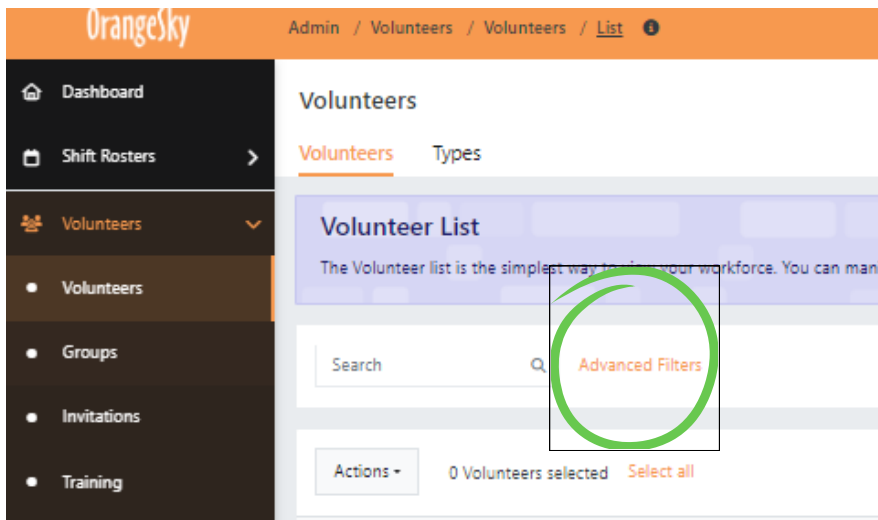 OrangeSky
Admin / Volunteers / Volunteers / List
Dashboard
Shift Rosters
Volunteers
Volunteers
Groups
Invitations
Training
Volunteers
Volunteers Types
Volunteer List
The Volunteer list is the simplest way to view your workforce. You can man
Search Advanced Filters
Actions 0 Volunteers selected Select all